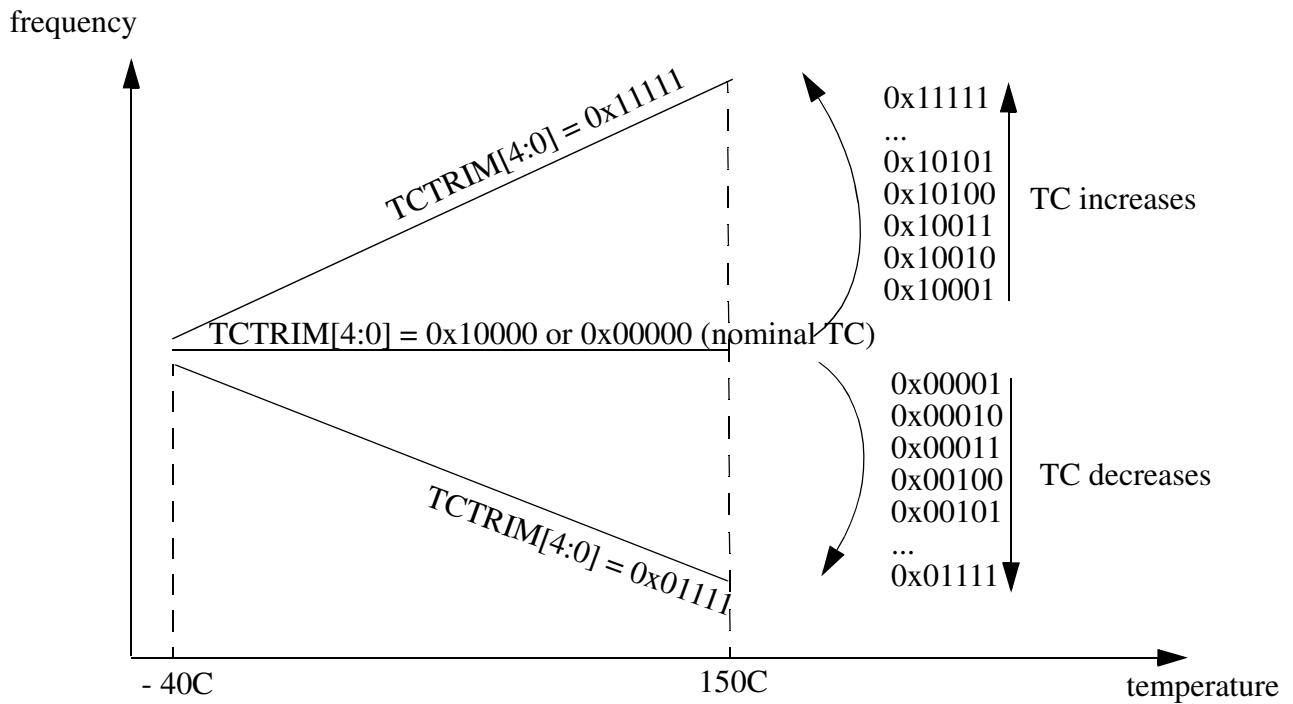 frequency
TCTRIM[4:0] = 0x11111
0x11111
...
0x10101
0x10100
0x10011
0x10010
0x10001
TC increases
TCTRIM[4:0] = 0x10000 or 0x00000 (nominal TC)
0x00001
0x00010
0x00011
0x00100
0x00101
...
0x01111
TC decreases
TCTRIM[4:0] = 0x01111
- 40C
150C
temperature